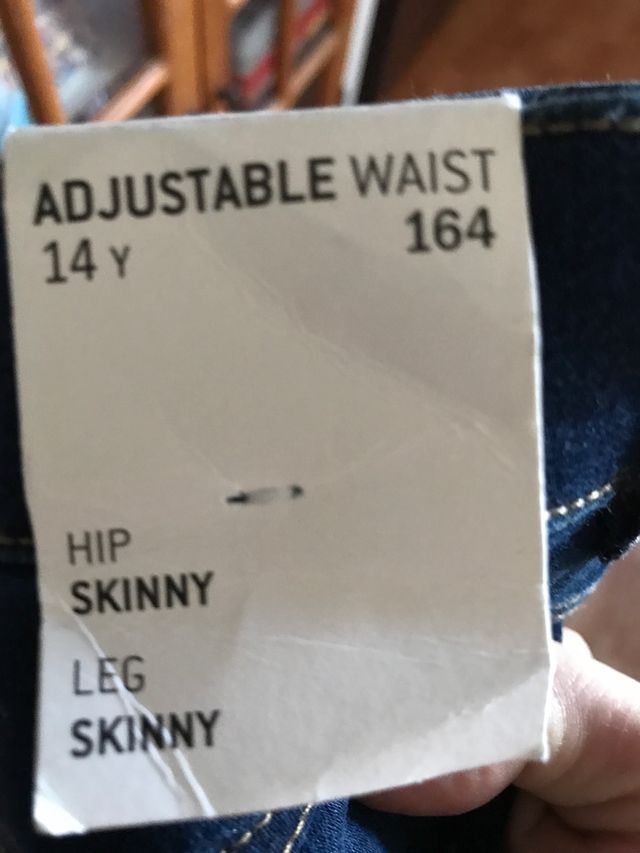 ADJUSTABLE WAIST
14 Y 164
HIP
SKINNY
LEG
SKINNY